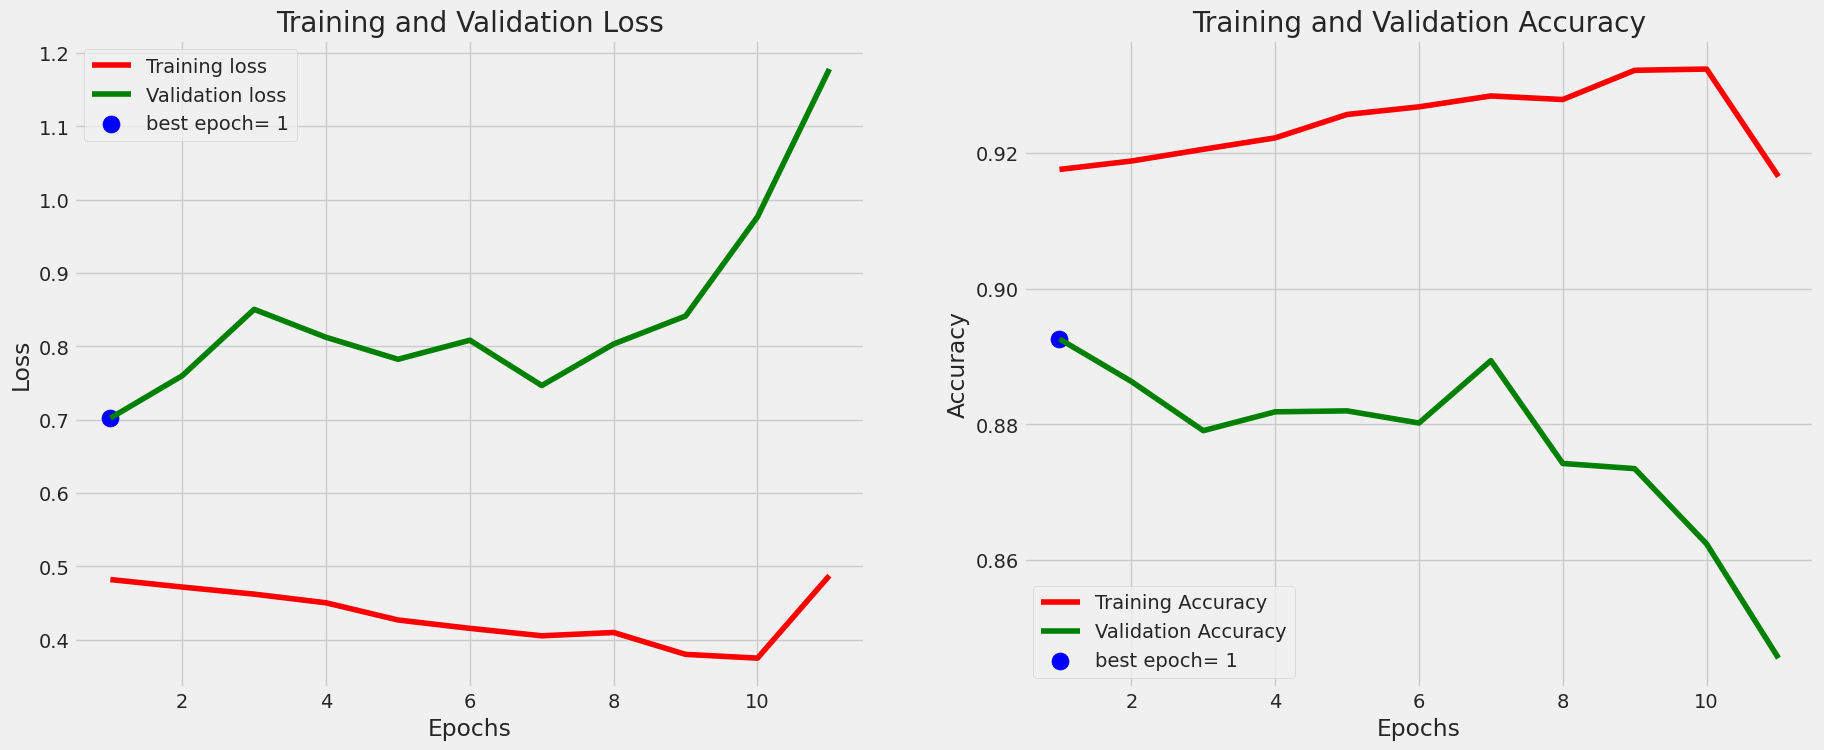 Training and Validation Loss
1.2
1.1
1.0
0.9
0.8
0.7
0.6
0.5
0.4
Loss
Training loss
Validation loss
best epoch= 1
2 4 6 8 10
Epochs
Training and Validation Accuracy
0.92
0.90
0.88
0.86
Accuracy
Training Accuracy
Validation Accuracy
best epoch= 1
2 4 6 8 10
Epochs